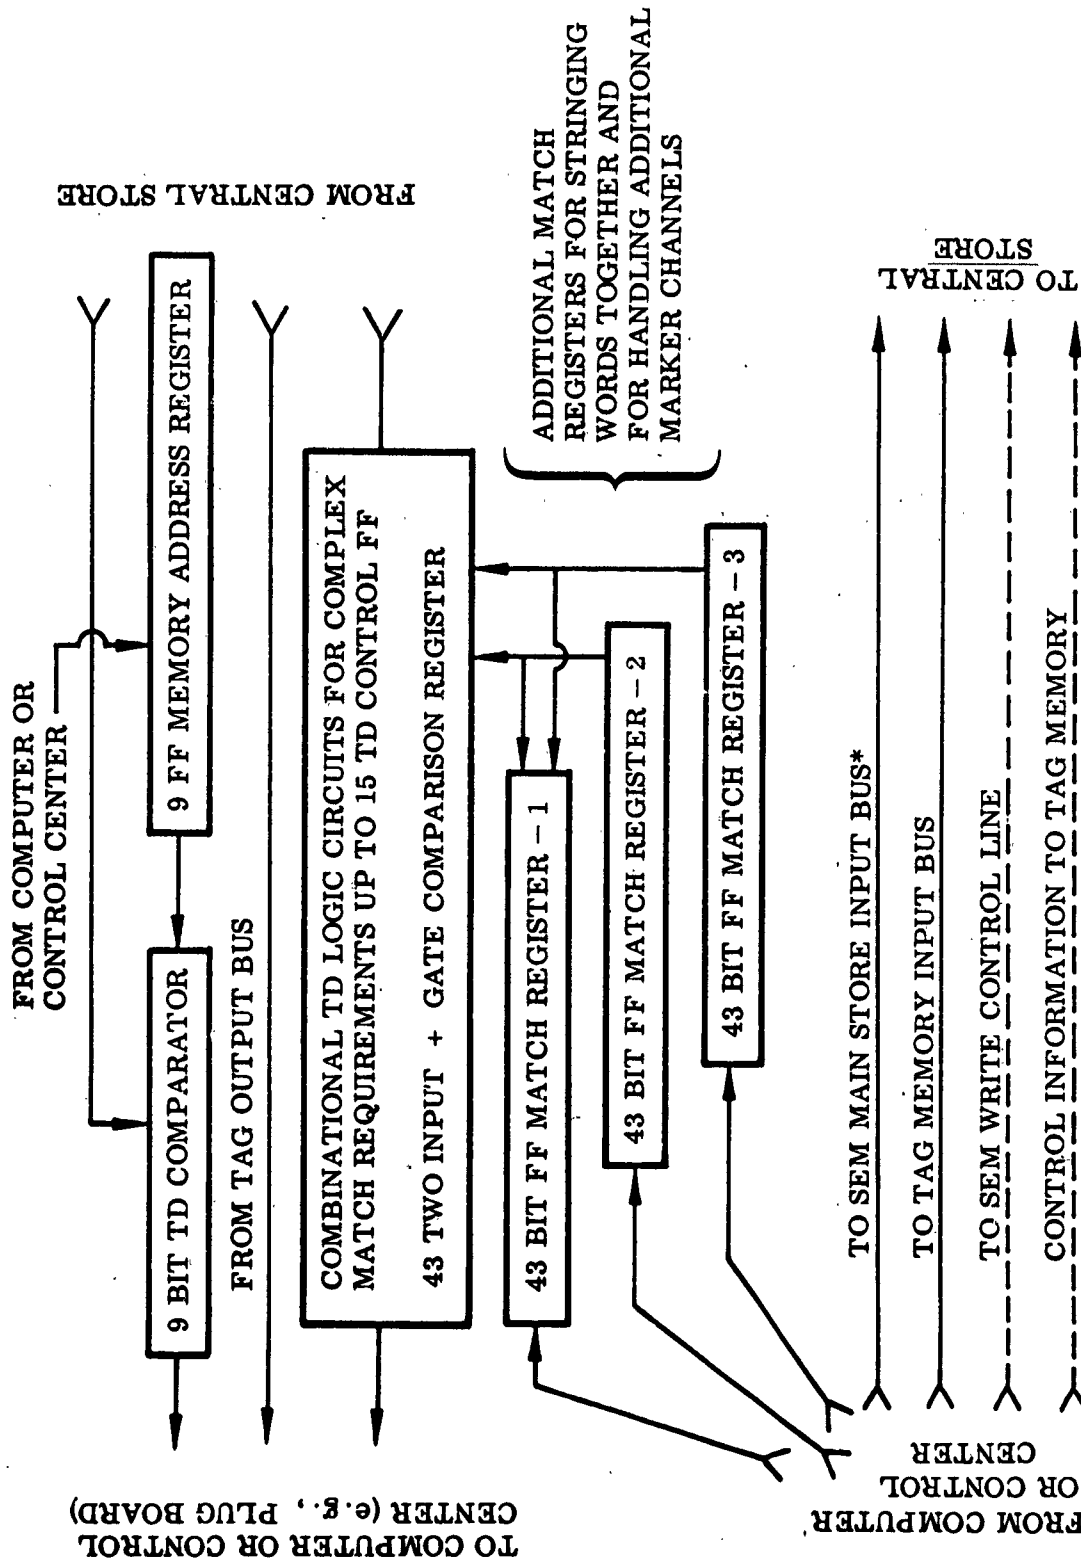 FROM COMPUTER OR
CONTROL CENTER
9 BIT TD COMPARATOR
9 FF MEMORY ADDRESS REGISTER
FROM CENTRAL STORE
FROM TAG OUTPUT BUS
TO COMPUTER OR CONTROL
CENTER (e.g., PLUG BOARD)
COMBINATIONAL TD LOGIC CIRCUITS FOR COMPLEX
MATCH REQUIREMENTS UP TO 15 TD CONTROL FF
43 TWO INPUT + GATE COMPARISON REGISTER
43 BIT FF MATCH REGISTER - 1
43 BIT FF MATCH REGISTER - 2
43 BIT FF MATCH REGISTER - 3
ADDITIONAL MATCH
REGISTERS FOR STRINGING
WORDS TOGETHER AND
FOR HANDLING ADDITIONAL
MARKER CHANNELS
FROM COMPUTER
OR CONTROL
CENTER
TO SEM MAIN STORE INPUT BUS*
TO TAG MEMORY INPUT BUS
TO SEM WRITE CONTROL LINE
CONTROL INFORMATION TO TAG MEMORY
TO CENTRAL
STORE